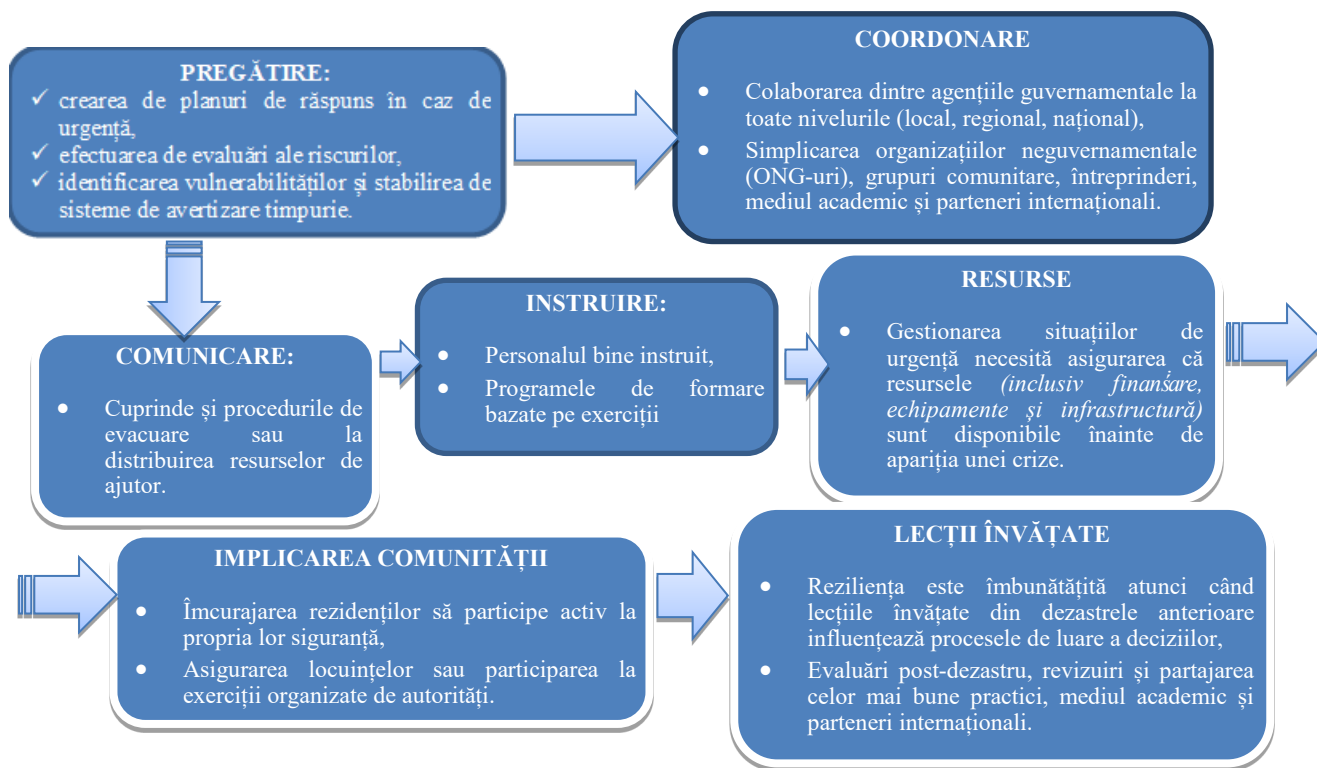 PREGĂTIRE:
✓ crearea de planuri de răspuns în caz de
urgență,
✓ efectuarea de evaluări ale riscurilor,
✓ identificarea vulnerabilităților și stabilirea de
sisteme de avertizare timpurie.
COORDONARE
• Colaborarea dintre agențiile guvernamentale la
toate nivelurile (local, regional, național),
• Simplicarea organizațiilor neguvernamentale
(ONG-uri), grupuri comunitare, întreprinderi,
mediul academic și parteneri internaționali.
COMUNICARE:
• Cuprinde și procedurile de
evacuare sau la
distribuirea resurselor de
ajutor.
INSTRUIRE:
• Personalul bine instruit,
• Programele de formare
bazate pe exerciții
RESURSE
• Gestionarea situațiilor de
urgență necesită asigurarea că
resursele (inclusiv finanśare,
echipamente și infrastructură)
sunt disponibile înainte de
apariția unei crize.
IMPLICAREA COMUNITĂȚII
• Îmcurajarea rezidenților să participe activ la
propria lor siguranță,
• Asigurarea locuințelor sau participarea la
exerciții organizate de autorități.
LECȚII ÎNVĂȚATE
• Reziliența este îmbunătățită atunci când
lecțiile învățate din dezastrele anterioare
influențează procesele de luare a deciziilor,
• Evaluări post-dezastru, revizuiri și partajarea
celor mai bune practici, mediul academic și
parteneri internaționali.